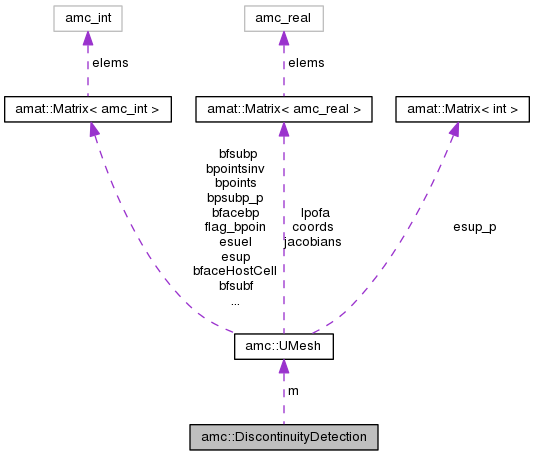 amc_int
amc_real
elems
elems
amat::Matrix< amc_int >
amat::Matrix< amc_real >
amat::Matrix< int >
bfsubp
bpointsinv
bpoints
bpsubp_p
bfacebp
flag_bpoin
esuel
esup
bfaceHostCell
bfsubf
...
lpofa
coords
jacobians
esup_p
amc::UMesh
m
amc::DiscontinuityDetection